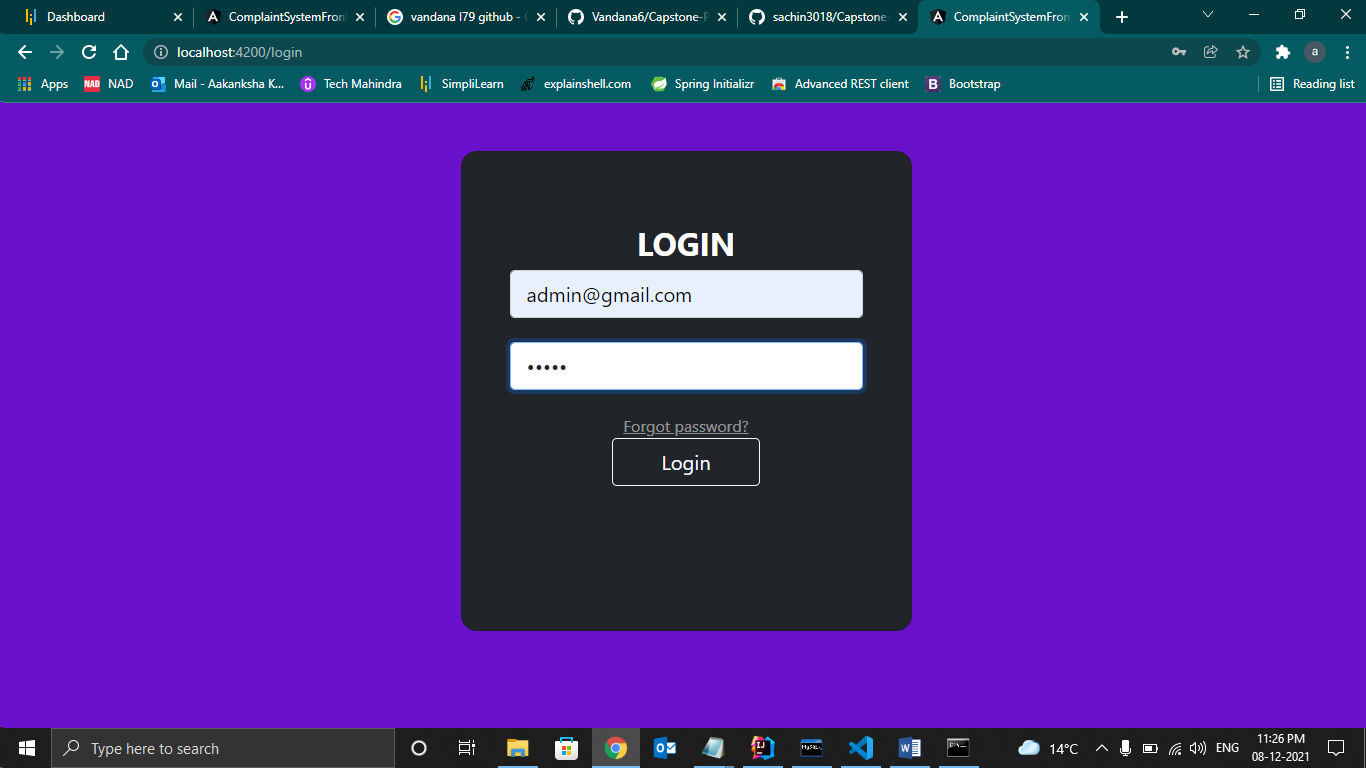 Dashboard
ComplaintSystemFron
vandana l79 github - G
Vandana6/Capstone-P
sachin3018/Capstone-
ComplaintSystemFron
localhost:4200/login
a
Apps
NAD NAD
Mail - Aakanksha K...
Tech Mahindra
SimpliLearn
explainshell.com
Spring Initializr
Advanced REST client
B Bootstrap
Reading list
LOGIN
admin@gmail.com
•••••
Forgot password?
Login
Type here to search
14°C
ENG
11:26 PM
08-12-2021